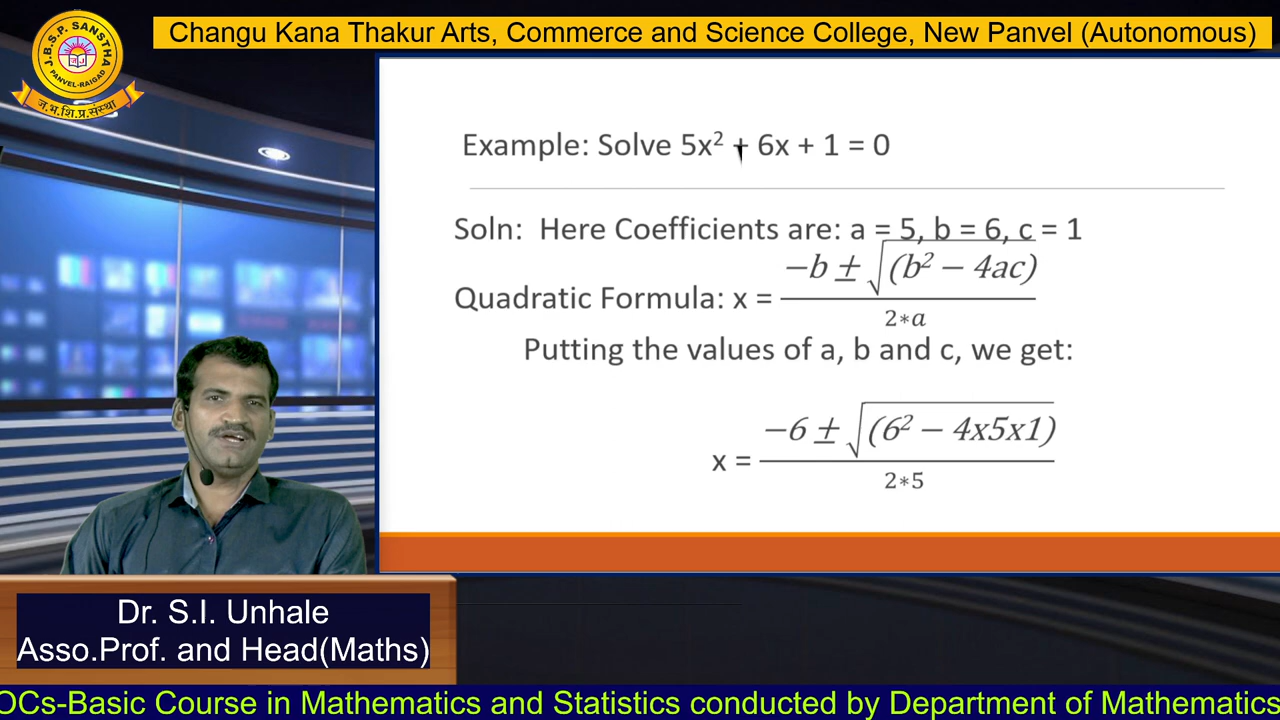 Changu Kana Thakur Arts, Commerce and Science College, New Panvel (Autonomous)
J.B.S.P. SANSTHA
PANVEL-RAIGAD
ज.भ.शि.प्र.संस्था
Example: Solve 5x² + 6x + 1 = 0
Soln: Here Coefficients are: a = 5, b = 6, c = 1
Quadratic Formula: x = −b ± √(b² − 4ac) / 2∗a
Putting the values of a, b and c, we get:
x = −6 ± √(6² − 4x5x1) / 2∗5
Dr. S.I. Unhale
Asso.Prof. and Head(Maths)
OCs-Basic Course in Mathematics and Statistics conducted by Department of Mathematics